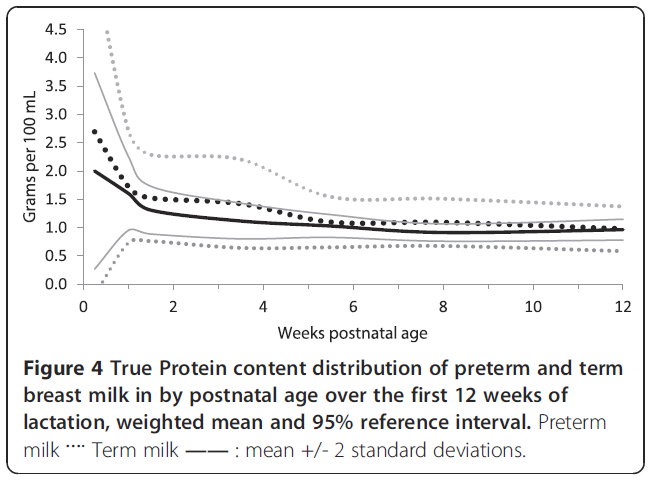 4.5
4.0
3.5
3.0
2.5
2.0
1.5
1.0
0.5
0.0
Grams per 100 mL
0 2 4 6 8 10 12
Weeks postnatal age
Figure 4 True Protein content distribution of preterm and term
breast milk in by postnatal age over the first 12 weeks of
lactation, weighted mean and 95% reference interval. Preterm
milk ···· Term milk —— : mean +/- 2 standard deviations.